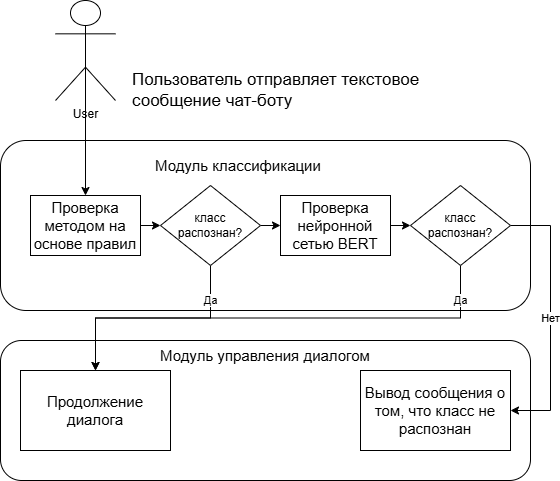 Пользователь отправляет текстовое
сообщение чат-боту
User
Модуль классификации
Проверка
методом на
основе правил
класс
распознан?
Проверка
нейронной
сетью BERT
класс
распознан?
Да
Да
Нет
Модуль управления диалогом
Продолжение
диалога
Вывод сообщения о
том, что класс не
распознан